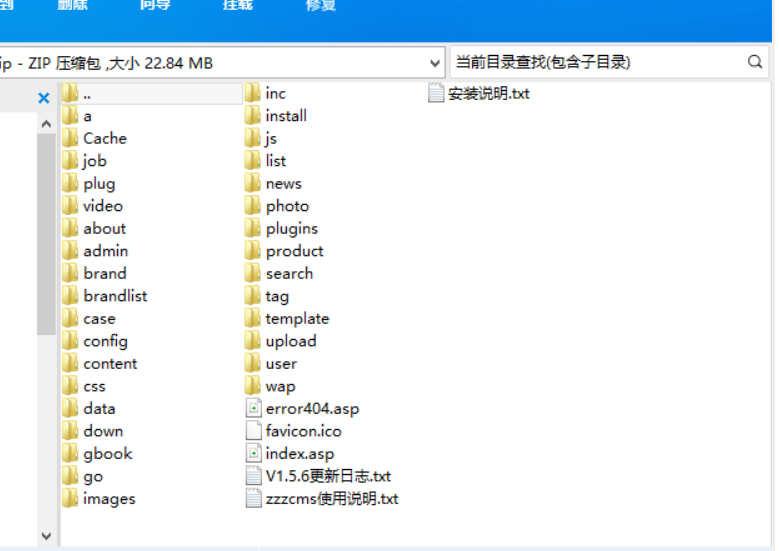 到 删除 向导 挂载 修复
ip - ZIP 压缩包 ,大小 22.84 MB
当前目录查找(包含子目录)
..
a
Cache
job
plug
video
about
admin
brand
brandlist
case
config
content
css
data
down
gbook
go
images
inc
install
js
list
news
photo
plugins
product
search
tag
template
upload
user
wap
error404.asp
favicon.ico
index.asp
V1.5.6更新日志.txt
zzzcms使用说明.txt
安装说明.txt